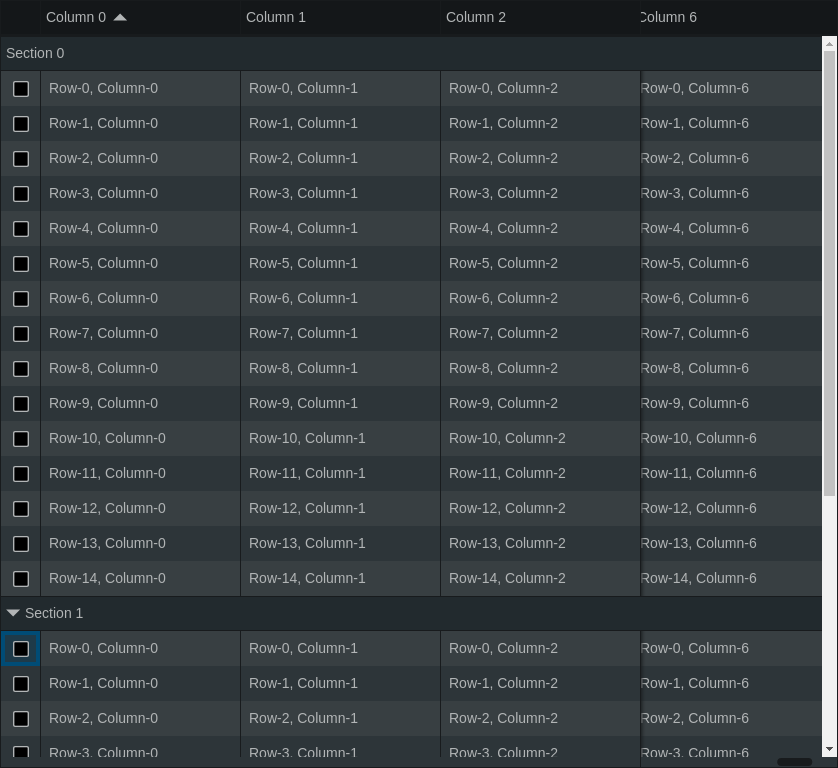 Column 0 Column 1 Column 2 Column 6
Section 0
Row-0, Column-0 Row-0, Column-1 Row-0, Column-2 Row-0, Column-6
Row-1, Column-0 Row-1, Column-1 Row-1, Column-2 Row-1, Column-6
Row-2, Column-0 Row-2, Column-1 Row-2, Column-2 Row-2, Column-6
Row-3, Column-0 Row-3, Column-1 Row-3, Column-2 Row-3, Column-6
Row-4, Column-0 Row-4, Column-1 Row-4, Column-2 Row-4, Column-6
Row-5, Column-0 Row-5, Column-1 Row-5, Column-2 Row-5, Column-6
Row-6, Column-0 Row-6, Column-1 Row-6, Column-2 Row-6, Column-6
Row-7, Column-0 Row-7, Column-1 Row-7, Column-2 Row-7, Column-6
Row-8, Column-0 Row-8, Column-1 Row-8, Column-2 Row-8, Column-6
Row-9, Column-0 Row-9, Column-1 Row-9, Column-2 Row-9, Column-6
Row-10, Column-0 Row-10, Column-1 Row-10, Column-2 Row-10, Column-6
Row-11, Column-0 Row-11, Column-1 Row-11, Column-2 Row-11, Column-6
Row-12, Column-0 Row-12, Column-1 Row-12, Column-2 Row-12, Column-6
Row-13, Column-0 Row-13, Column-1 Row-13, Column-2 Row-13, Column-6
Row-14, Column-0 Row-14, Column-1 Row-14, Column-2 Row-14, Column-6
Section 1
Row-0, Column-0 Row-0, Column-1 Row-0, Column-2 Row-0, Column-6
Row-1, Column-0 Row-1, Column-1 Row-1, Column-2 Row-1, Column-6
Row-2, Column-0 Row-2, Column-1 Row-2, Column-2 Row-2, Column-6
Row-3, Column-0 Row-3, Column-1 Row-3, Column-2 Row-3, Column-6